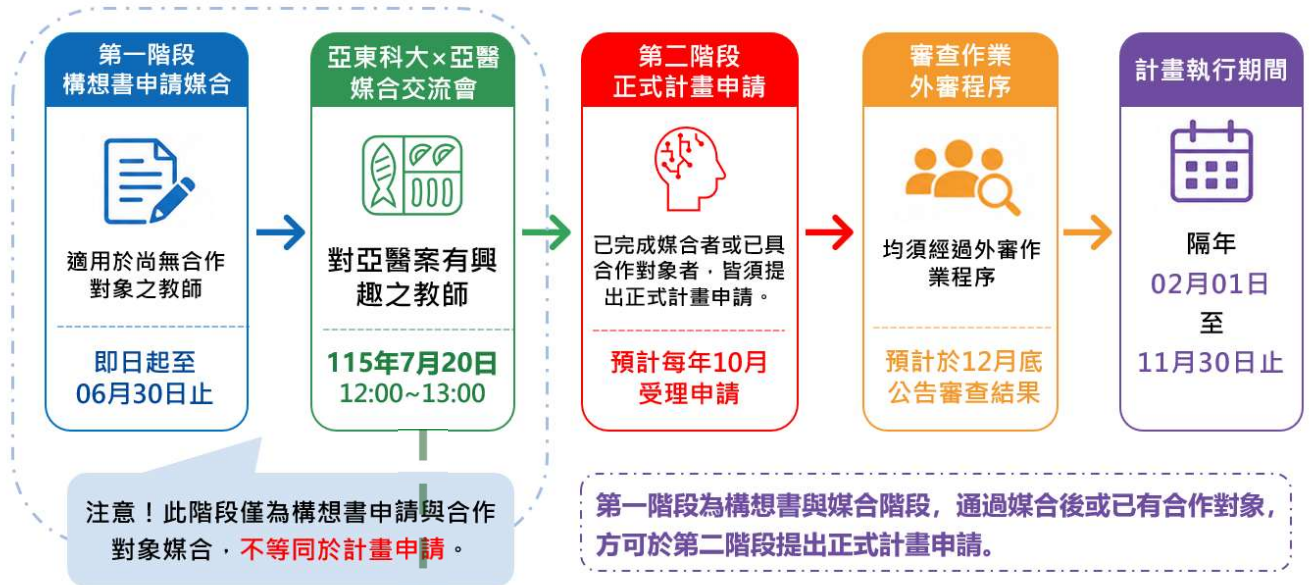 第一階段
構想書申請媒合
適用於尚無合作
對象之教師
即日起至
06月30日止
亞東科大×亞醫
媒合交流會
對亞醫案有興
趣之教師
115年7月20日
12:00~13:00
第二階段
正式計畫申請
已完成媒合者或已具
合作對象者，皆須提
出正式計畫申請。
預計每年10月
受理申請
審查作業
外審程序
均須經過外審作
業程序
預計於12月底
公告審查結果
計畫執行期間
隔年
02月01日
至
11月30日止
注意！此階段僅為構想書申請與合作
對象媒合，不等同於計畫申請。
第一階段為構想書與媒合階段，通過媒合後或已有合作對象，
方可於第二階段提出正式計畫申請。